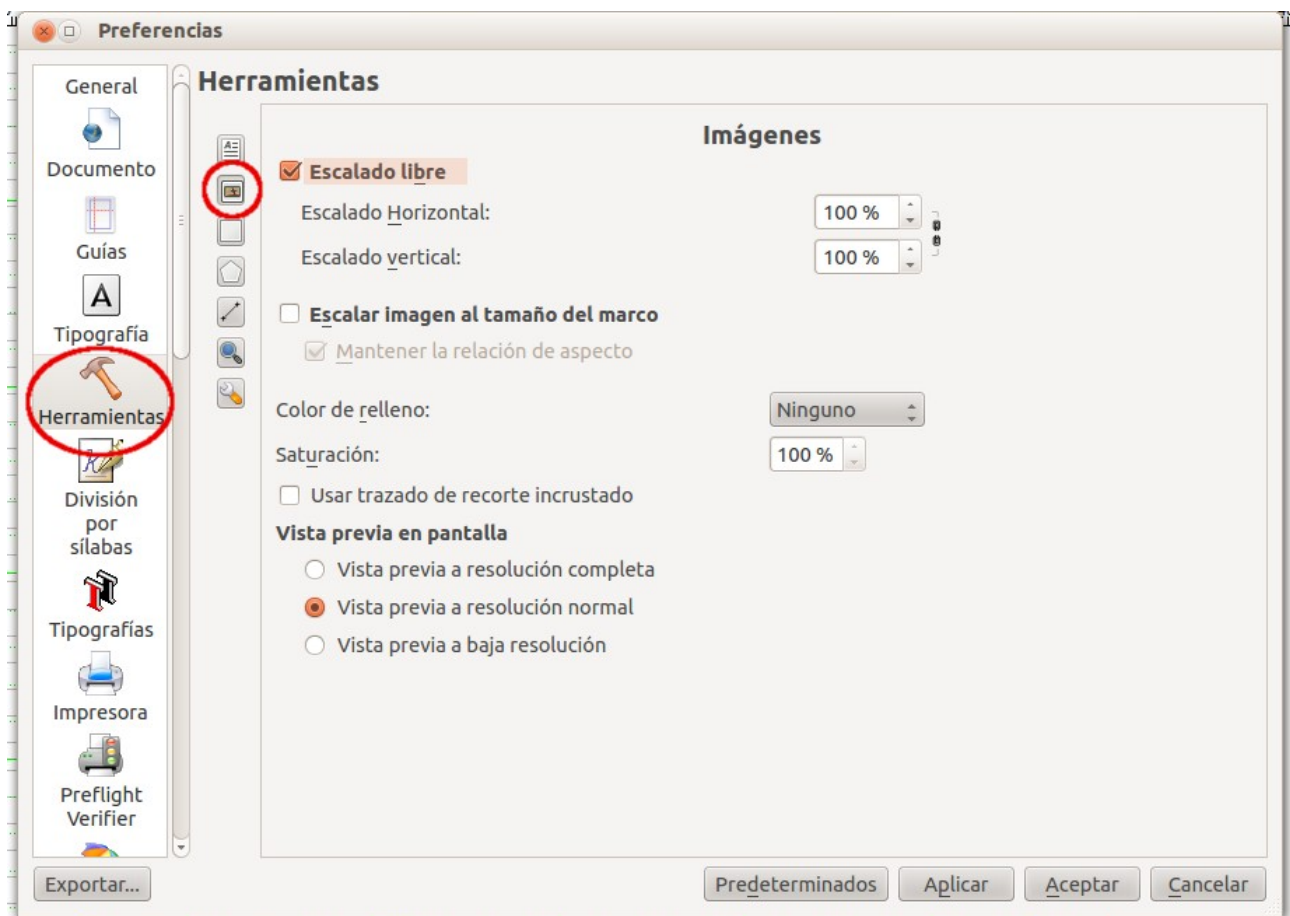 Preferencias
General
Documento
Guías
A
Tipografía
Herramientas
División
por
sílabas
Tipografías
Impresora
Preflight
Verifier
Herramientas
Imágenes
Escalado libre
Escalado Horizontal:
100 %
Escalado vertical:
100 %
Escalar imagen al tamaño del marco
Mantener la relación de aspecto
Color de relleno:
Ninguno
Saturación:
100 %
Usar trazado de recorte incrustado
Vista previa en pantalla
Vista previa a resolución completa
Vista previa a resolución normal
Vista previa a baja resolución
Exportar...
Predeterminados
Aplicar
Aceptar
Cancelar